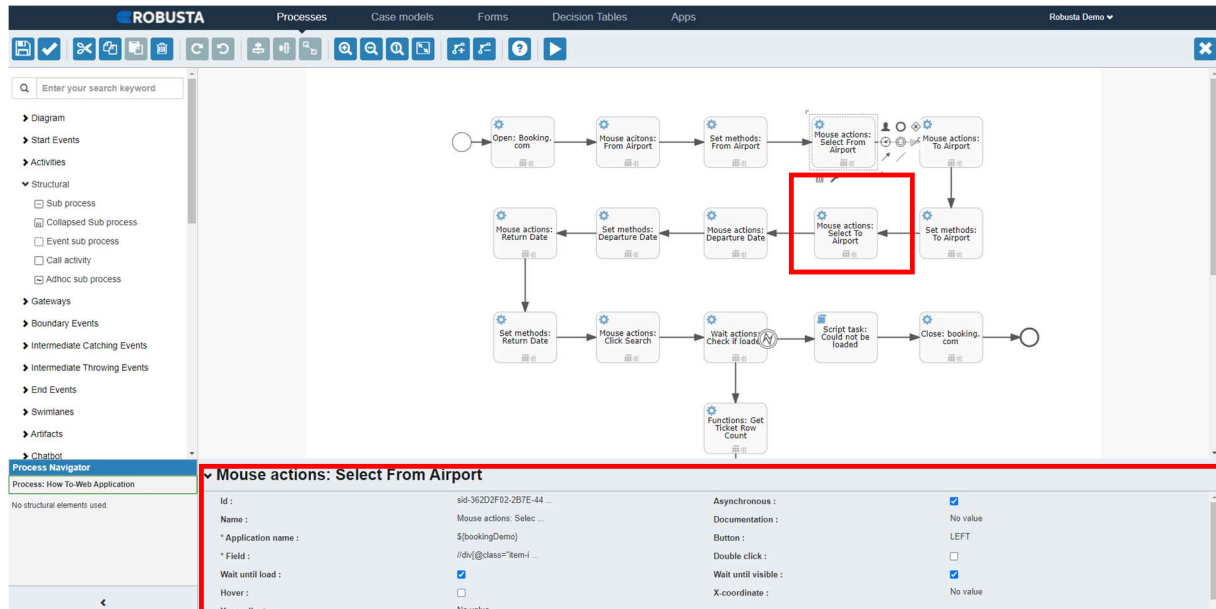 ROBUSTA
Processes
Case models
Forms
Decision Tables
Apps
Robusta Demo
Enter your search keyword
Diagram
Start Events
Activities
Structural
Sub process
Collapsed Sub process
Event sub process
Call activity
Adhoc sub process
Gateways
Boundary Events
Intermediate Catching Events
Intermediate Throwing Events
End Events
Swimlanes
Artifacts
Chatbot
Process Navigator
Process: How To-Web Application
No structural elements used.
Open: Booking.
com
Mouse acitons:
From Airport
Set methods:
From Airport
Mouse actions:
Select From
Airport
Mouse actions:
To Airport
Mouse actions:
Return Date
Set methods:
Departure Date
Mouse actions:
Departure Date
Mouse actions:
Select To
Airport
Set methods:
To Airport
Set methods:
Return Date
Mouse actions:
Click Search
Wait actions:
Check if loade
Script task:
Could not be
loaded
Close: booking.
com
Functions: Get
Ticket Row
Count
Mouse actions: Select From Airport
Id : sid-362D2F02-2B7E-44 ... Asynchronous :
Name : Mouse actions: Selec ... Documentation : No value
* Application name : ${bookingDemo} Button : LEFT
* Field : //div[@class="item-i ... Double click :
Wait until load : Wait until visible :
Hover : X-coordinate : No value